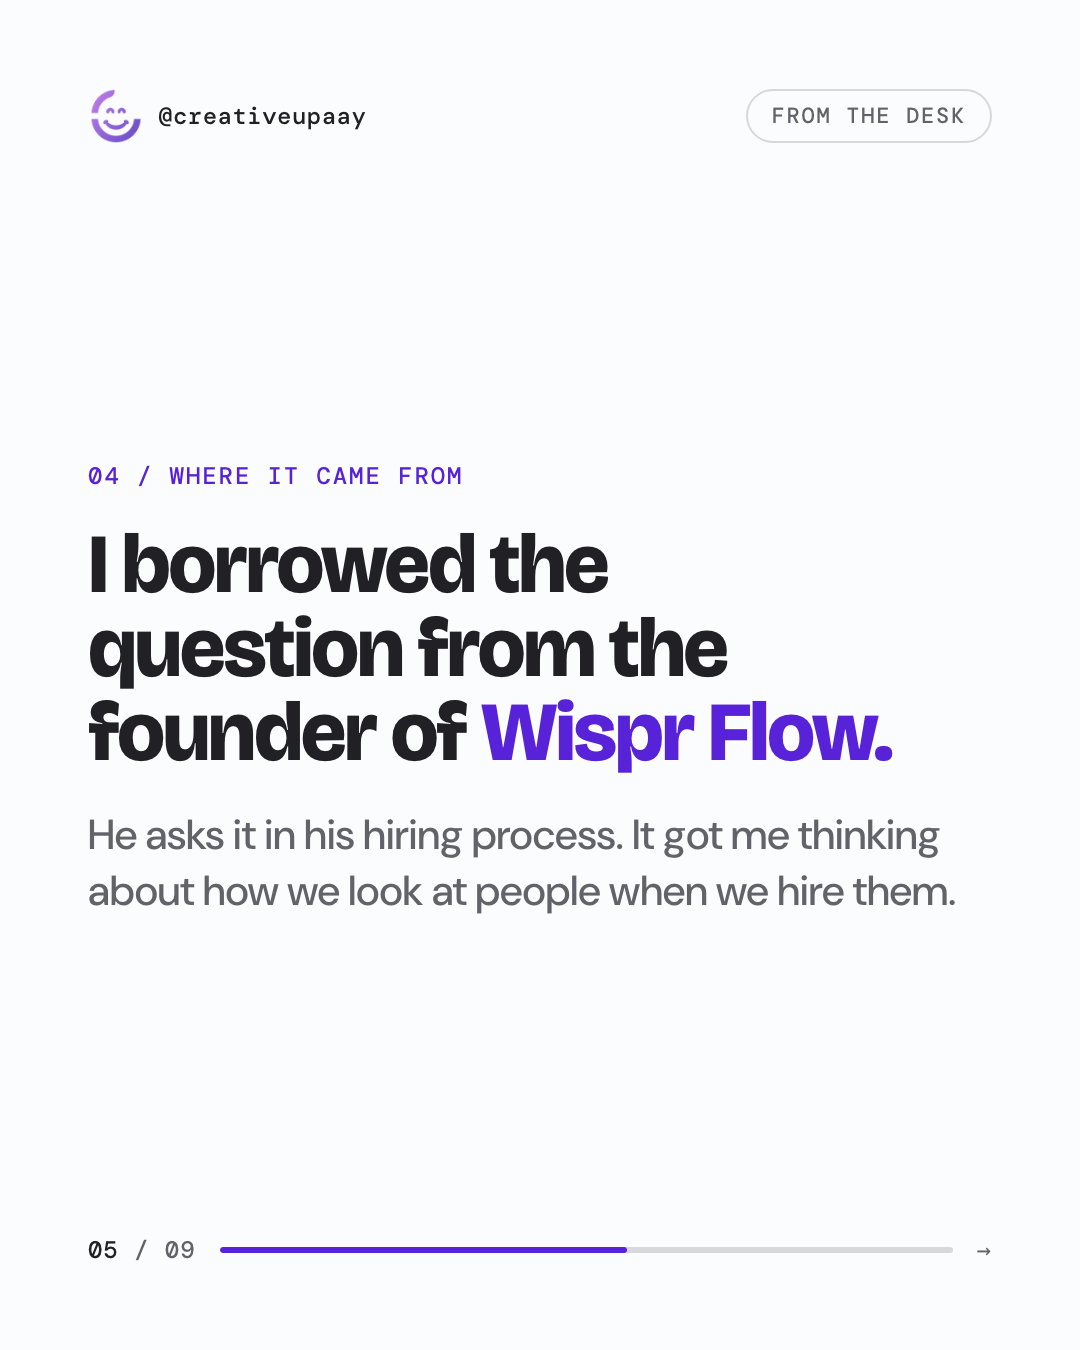 @creativeupaay
FROM THE DESK
04 / WHERE IT CAME FROM
I borrowed the
question from the
founder of Wispr Flow.
He asks it in his hiring process. It got me thinking
about how we look at people when we hire them.
05 / 09 →